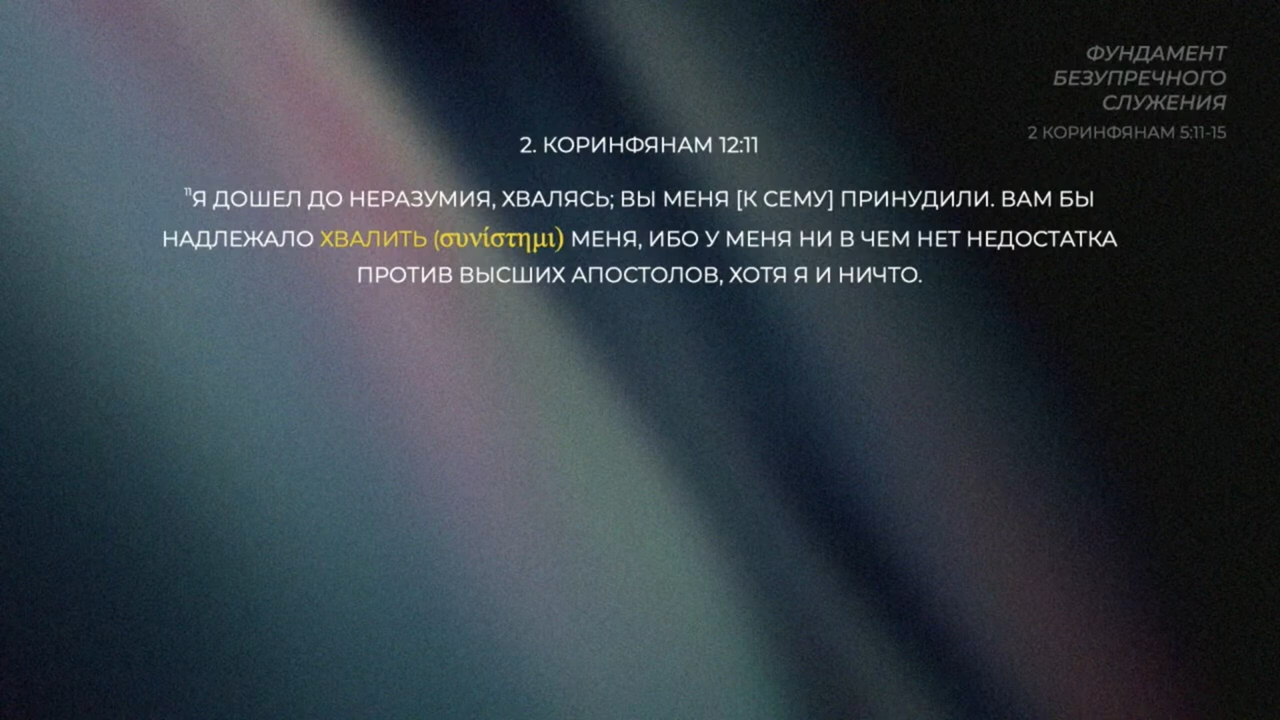 ФУНДАМЕНТ
БЕЗУПРЕЧНОГО
СЛУЖЕНИЯ
2 КОРИНФЯНАМ 5:11-15
2. КОРИНФЯНАМ 12:11
¹¹Я ДОШЕЛ ДО НЕРАЗУМИЯ, ХВАЛЯСЬ; ВЫ МЕНЯ [К СЕМУ] ПРИНУДИЛИ. ВАМ БЫ
НАДЛЕЖАЛО ХВАЛИТЬ (συνίστημι) МЕНЯ, ИБО У МЕНЯ НИ В ЧЕМ НЕТ НЕДОСТАТКА
ПРОТИВ ВЫСШИХ АПОСТОЛОВ, ХОТЯ Я И НИЧТО.